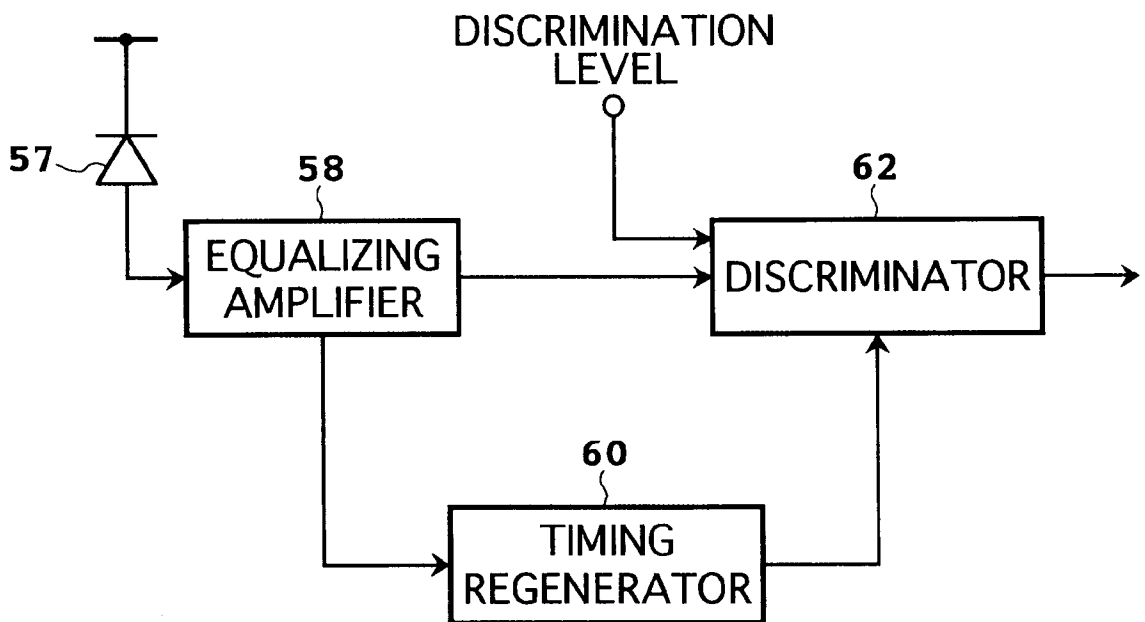 DISCRIMINATION
LEVEL
57
58
62
EQUALIZING
AMPLIFIER
DISCRIMINATOR
60
TIMING
REGENERATOR